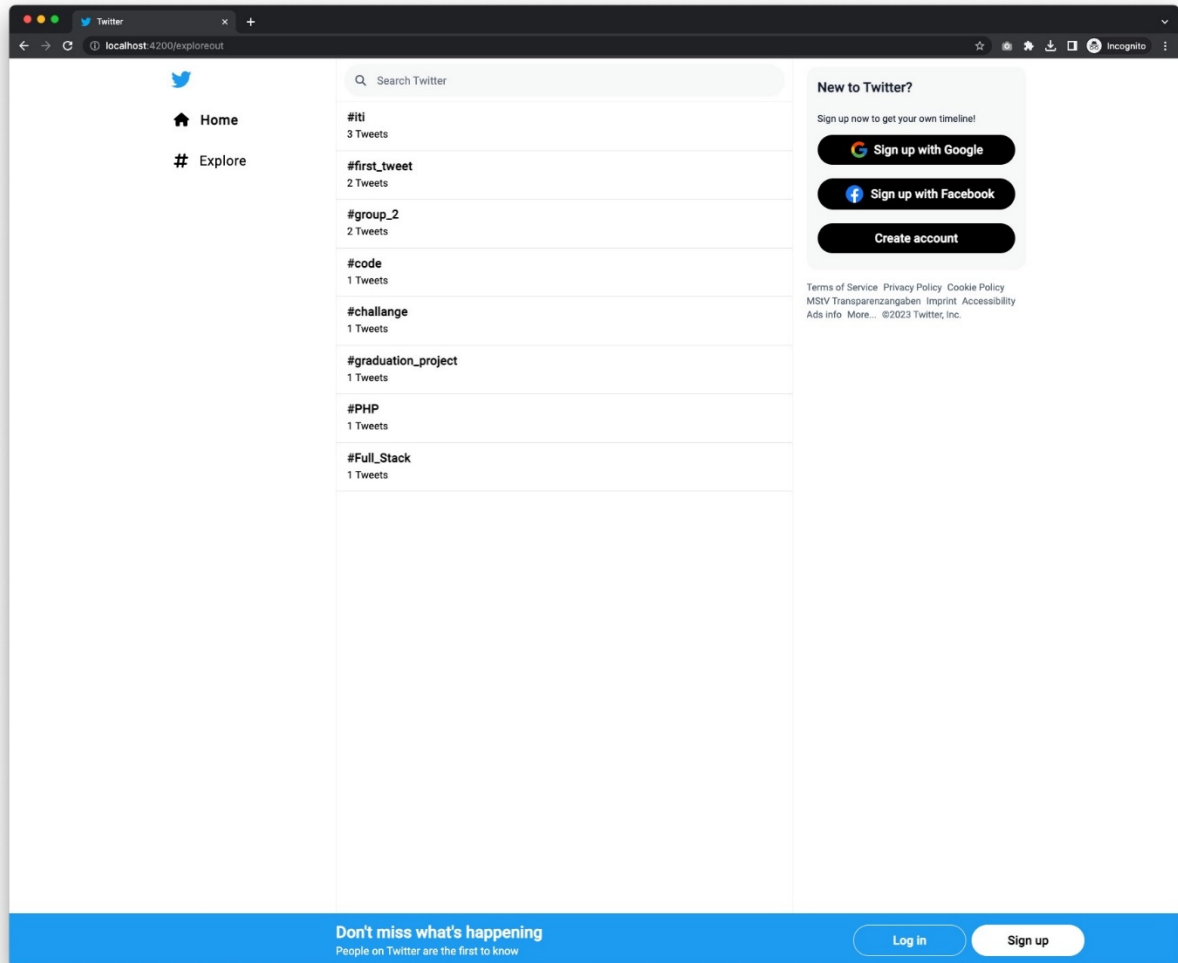 Twitter
localhost:4200/exploreout
Incognito
Home
Explore
Search Twitter
#iti
3 Tweets
#first_tweet
2 Tweets
#group_2
2 Tweets
#code
1 Tweets
#challange
1 Tweets
#graduation_project
1 Tweets
#PHP
1 Tweets
#Full_Stack
1 Tweets
New to Twitter?
Sign up now to get your own timeline!
Sign up with Google
Sign up with Facebook
Create account
Terms of Service Privacy Policy Cookie Policy
MStV Transparenzangaben Imprint Accessibility
Ads info More... ©2023 Twitter, Inc.
Don't miss what's happening
People on Twitter are the first to know
Log in
Sign up